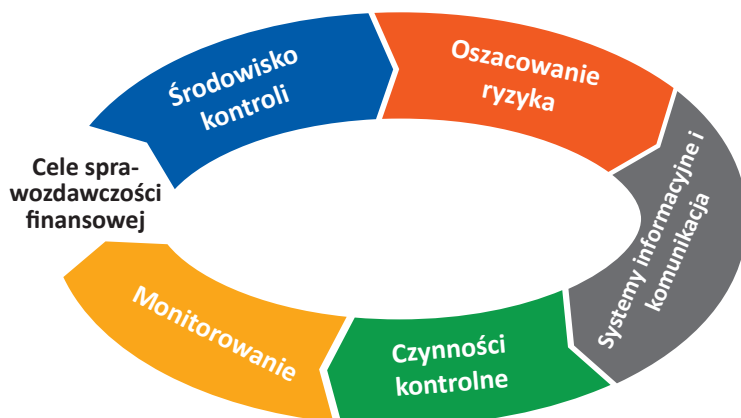 Środowisko
kontroli
Oszacowanie
ryzyka
Systemy informacyjne i
komunikacja
Czynności
kontrolne
Monitorowanie
Cele spra-
wozdawczości
finansowej